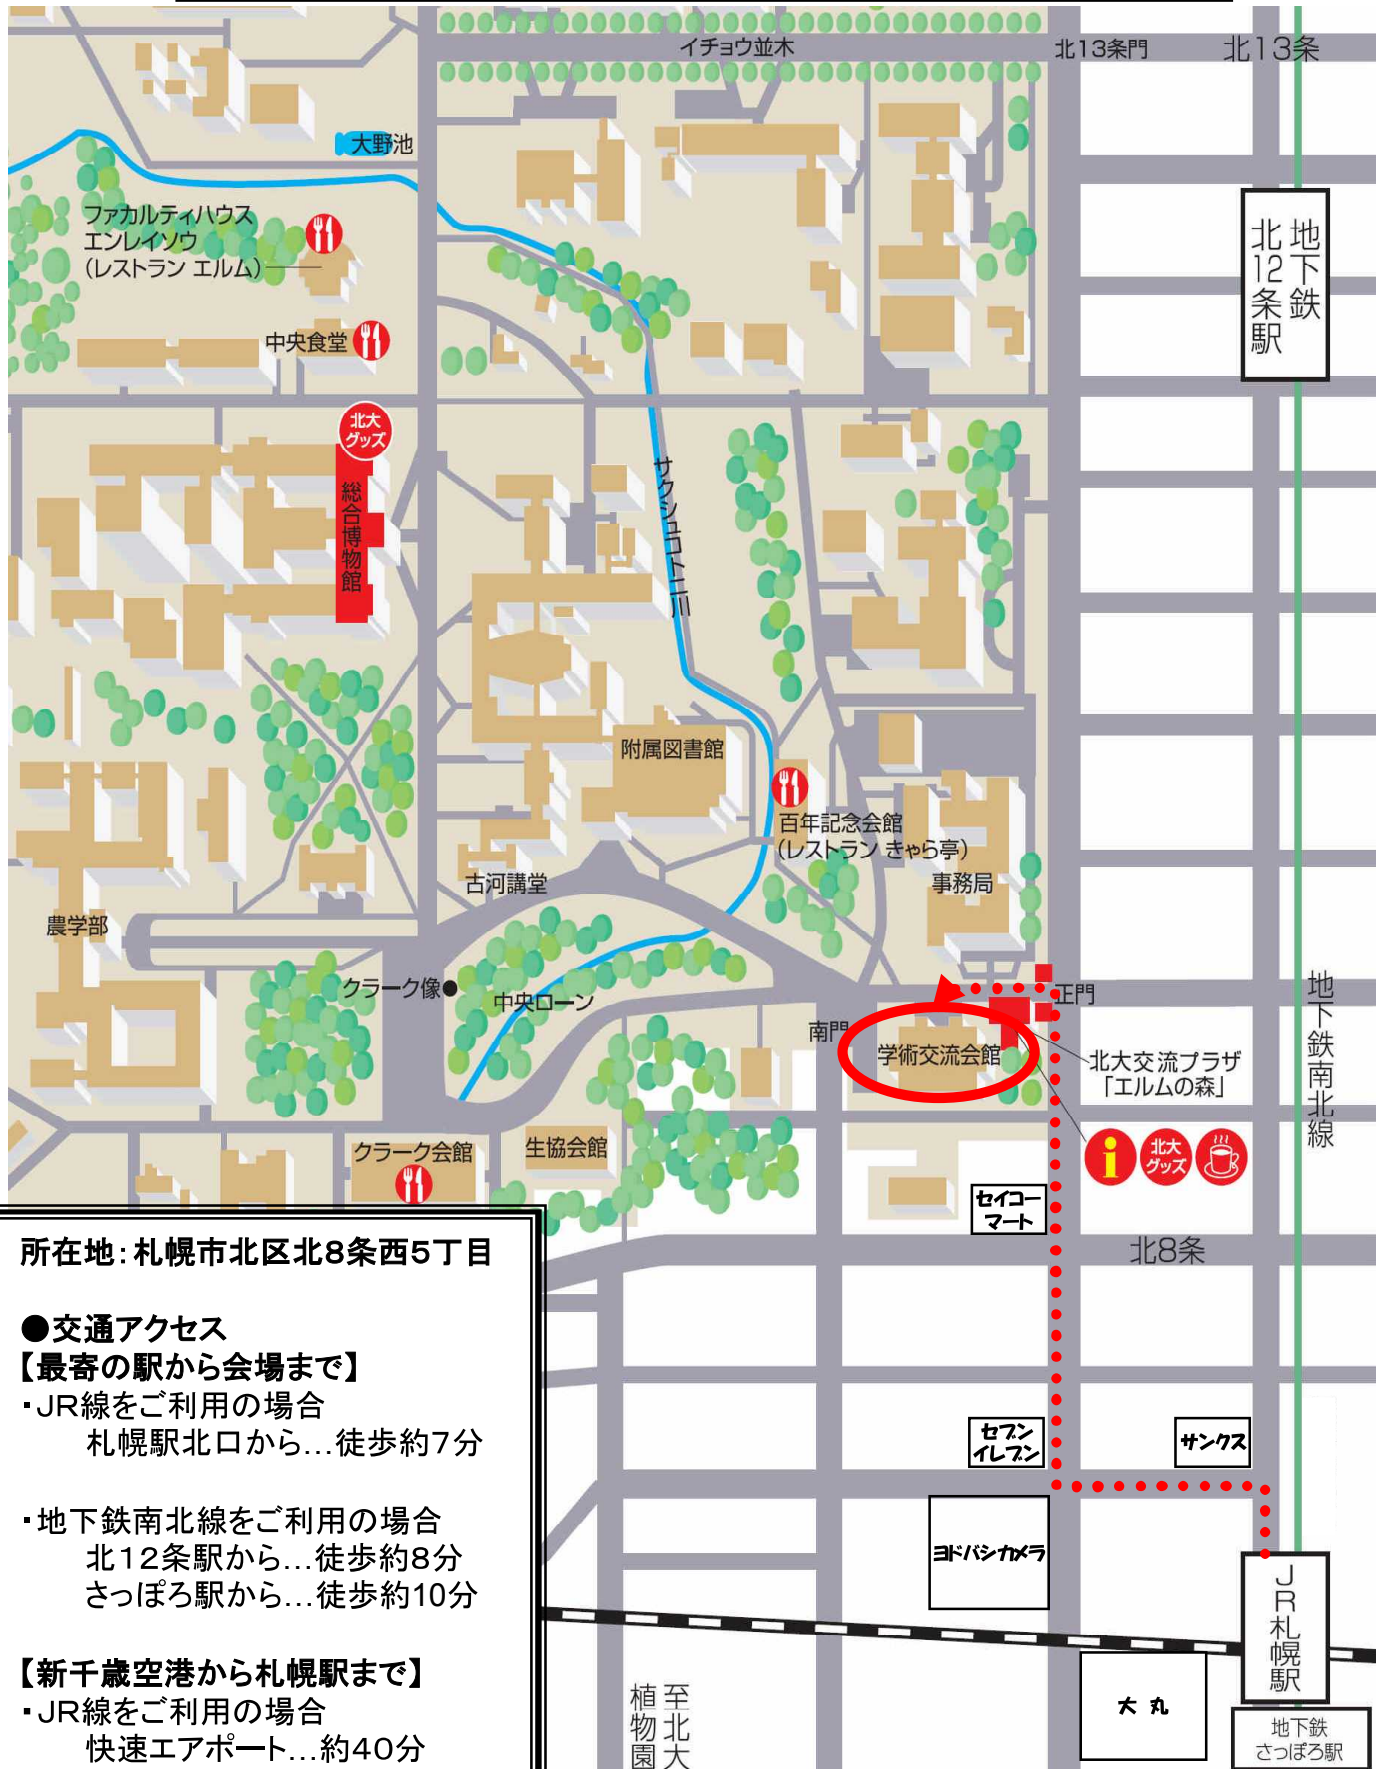 イチョウ並木
北13条門
北13条
大野池
ファカルティハウス
エンレイソウ
(レストラン エルム)
地下鉄
北12条駅
中央食堂
北大
グッズ
総合博物館
サクシュコトニ川
附属図書館
百年記念会館
(レストラン きゃら亭)
古河講堂
事務局
農学部
クラーク像●
中央ローン
正門
南門
学術交流会館
北大交流プラザ
「エルムの森」
地下鉄南北線
i
北大
グッズ
クラーク会館
生協会館
セイコー
マート
北8条
所在地:札幌市北区北8条西5丁目
●交通アクセス
【最寄の駅から会場まで】
・JR線をご利用の場合
札幌駅北口から…徒歩約7分
・地下鉄南北線をご利用の場合
北12条駅から…徒歩約8分
さっぽろ駅から…徒歩約10分
【新千歳空港から札幌駅まで】
・JR線をご利用の場合
快速エアポート…約40分
セブン
イレブン
サンクス
ヨドバシカメラ
JR札幌駅
大丸
地下鉄
さっぽろ駅
至北大
植物園